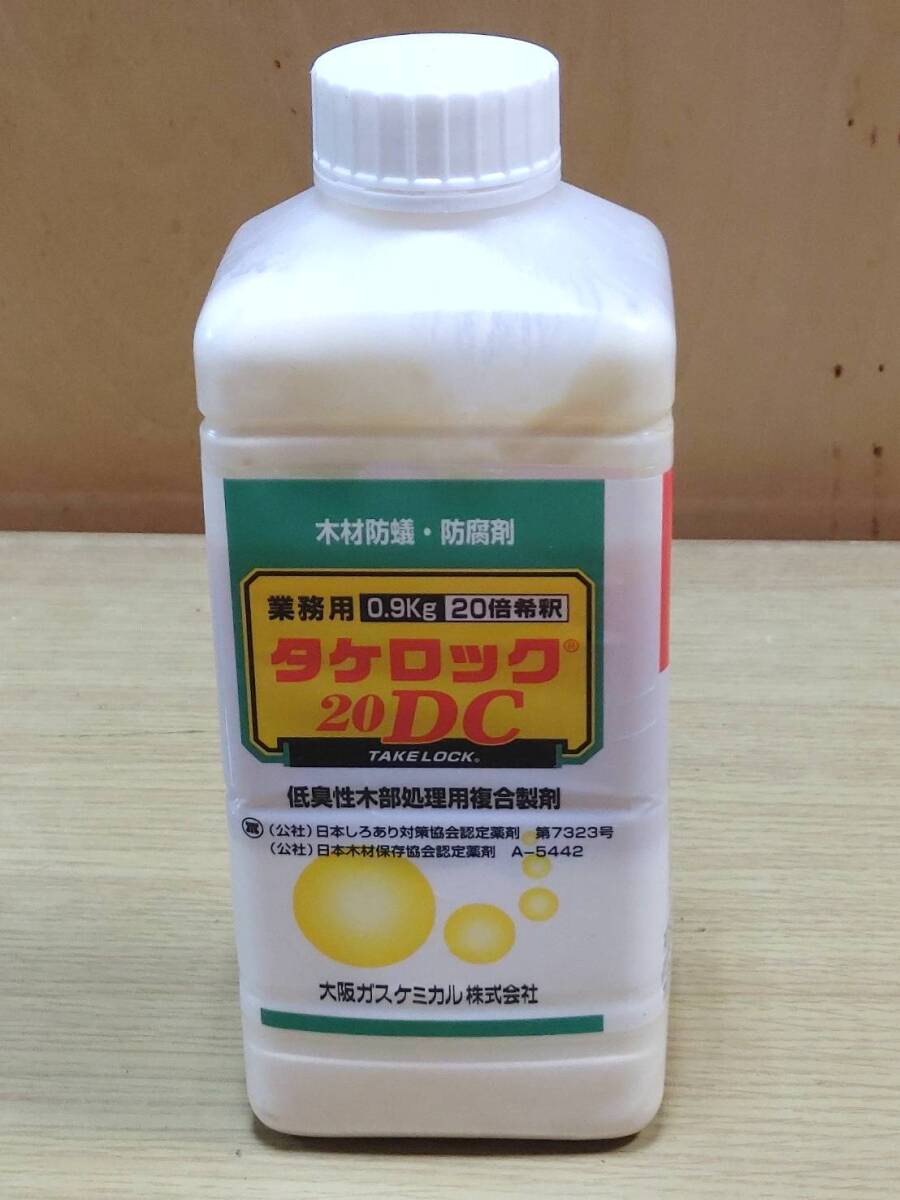 木材防蟻・防腐剤
業務用 0.9Kg 20倍希釈
タケロック®
20DC
TAKE LOCK®
低臭性木部処理用複合製剤
(公社)日本しろあり対策協会認定薬剤 第7323号
(公社)日本木材保存協会認定薬剤 A-5442
大阪ガスケミカル株式会社